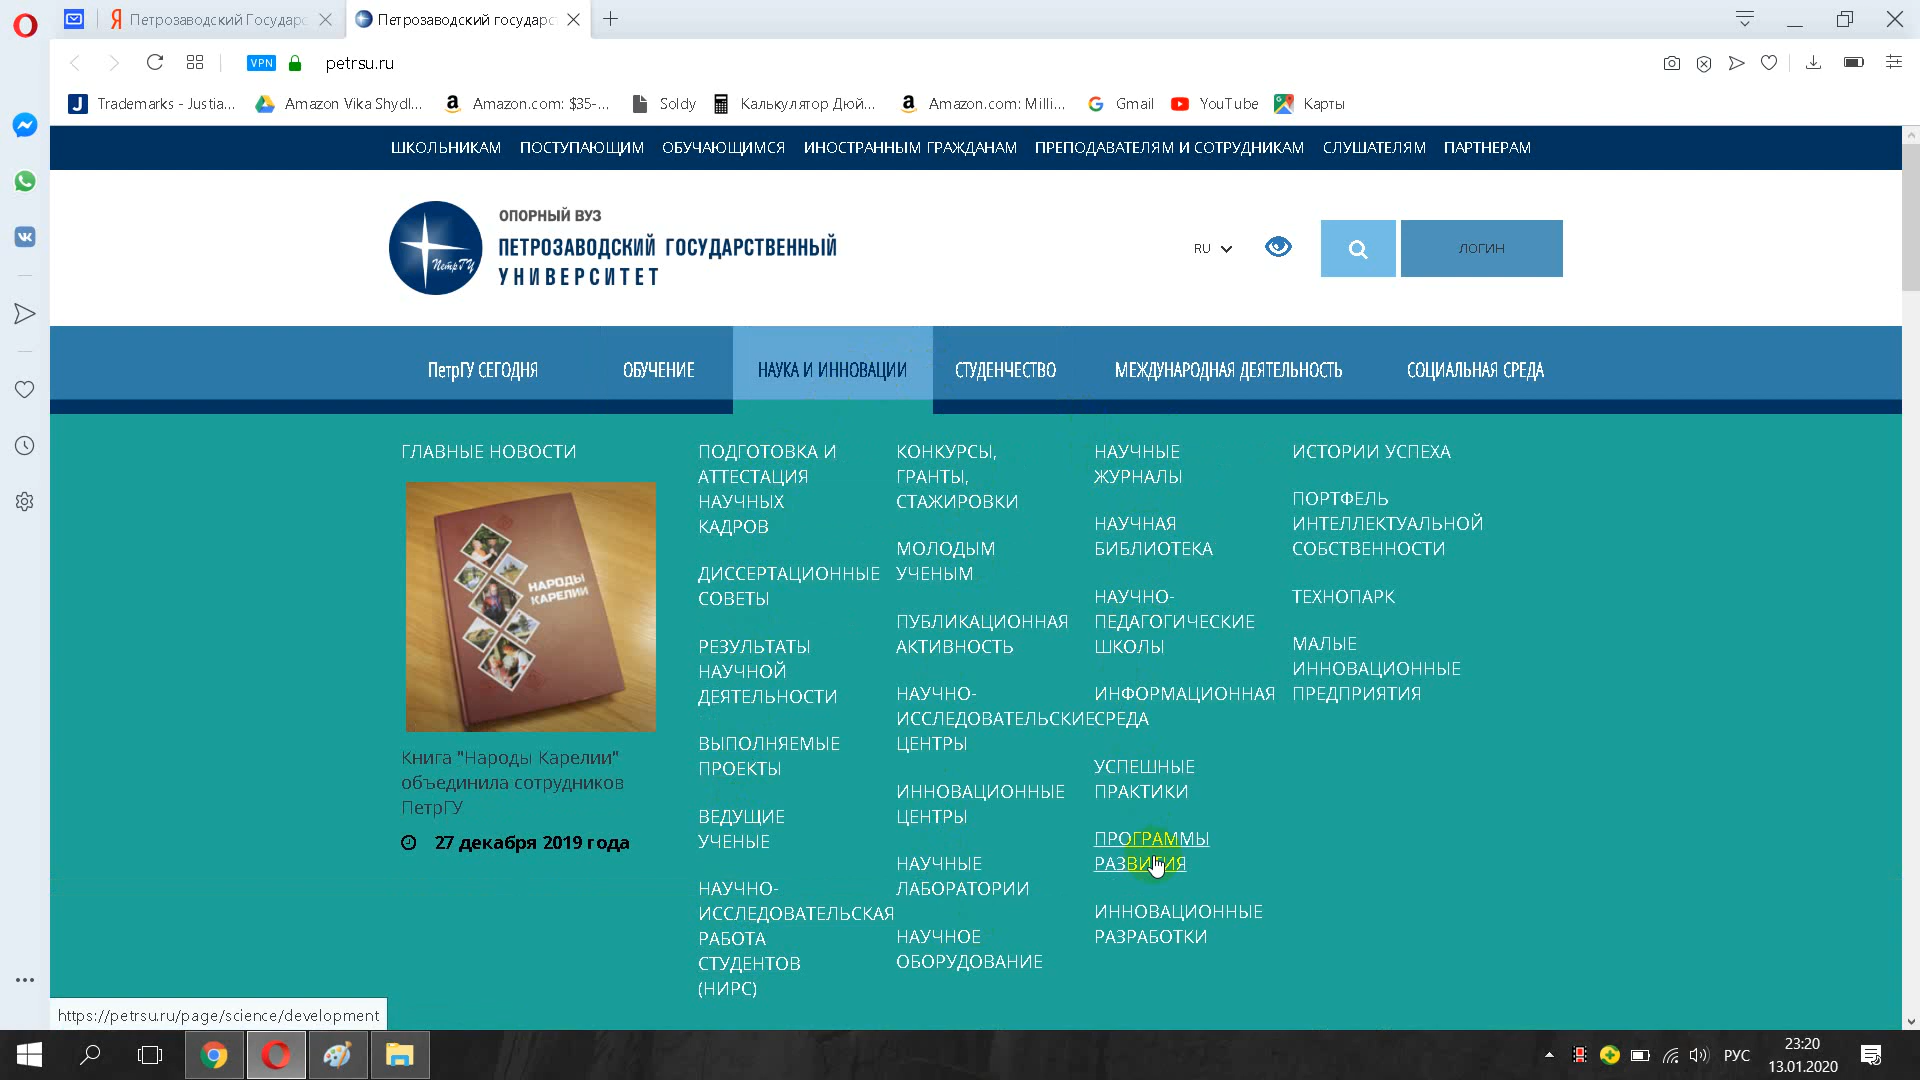 Петрозаводский Государс
Петрозаводский государс
VPN
petrsu.ru
Trademarks - Justia...
Amazon Vika Shydl...
Amazon.com: $35-...
Soldy
Калькулятор Дюй...
Amazon.com: Milli...
Gmail
YouTube
Карты
ШКОЛЬНИКАМ
ПОСТУПАЮЩИМ
ОБУЧАЮЩИМСЯ
ИНОСТРАННЫМ ГРАЖДАНАМ
ПРЕПОДАВАТЕЛЯМ И СОТРУДНИКАМ
СЛУШАТЕЛЯМ
ПАРТНЕРАМ
ПетрГУ
ОПОРНЫЙ ВУЗ
ПЕТРОЗАВОДСКИЙ ГОСУДАРСТВЕННЫЙ
УНИВЕРСИТЕТ
RU
ЛОГИН
ПетрГУ СЕГОДНЯ
ОБУЧЕНИЕ
НАУКА И ИННОВАЦИИ
СТУДЕНЧЕСТВО
МЕЖДУНАРОДНАЯ ДЕЯТЕЛЬНОСТЬ
СОЦИАЛЬНАЯ СРЕДА
ГЛАВНЫЕ НОВОСТИ
НАРОДЫ
КАРЕЛИИ
Книга "Народы Карелии"
объединила сотрудников
ПетрГУ
27 декабря 2019 года
ПОДГОТОВКА И
АТТЕСТАЦИЯ
НАУЧНЫХ
КАДРОВ
ДИССЕРТАЦИОННЫЕ
СОВЕТЫ
РЕЗУЛЬТАТЫ
НАУЧНОЙ
ДЕЯТЕЛЬНОСТИ
ВЫПОЛНЯЕМЫЕ
ПРОЕКТЫ
ВЕДУЩИЕ
УЧЕНЫЕ
НАУЧНО-
ИССЛЕДОВАТЕЛЬСКАЯ
РАБОТА
СТУДЕНТОВ
(НИРС)
КОНКУРСЫ,
ГРАНТЫ,
СТАЖИРОВКИ
МОЛОДЫМ
УЧЕНЫМ
ПУБЛИКАЦИОННАЯ
АКТИВНОСТЬ
НАУЧНО-
ИССЛЕДОВАТЕЛЬСКИЕ
ЦЕНТРЫ
ИННОВАЦИОННЫЕ
ЦЕНТРЫ
НАУЧНЫЕ
ЛАБОРАТОРИИ
НАУЧНОЕ
ОБОРУДОВАНИЕ
НАУЧНЫЕ
ЖУРНАЛЫ
НАУЧНАЯ
БИБЛИОТЕКА
НАУЧНО-
ПЕДАГОГИЧЕСКИЕ
ШКОЛЫ
ИНФОРМАЦИОННАЯ
СРЕДА
УСПЕШНЫЕ
ПРАКТИКИ
ПРОГРАММЫ
РАЗВИТИЯ
ИННОВАЦИОННЫЕ
РАЗРАБОТКИ
ИСТОРИИ УСПЕХА
ПОРТФЕЛЬ
ИНТЕЛЛЕКТУАЛЬНОЙ
СОБСТВЕННОСТИ
ТЕХНОПАРК
МАЛЫЕ
ИННОВАЦИОННЫЕ
ПРЕДПРИЯТИЯ
https://petrsu.ru/page/science/development
РУС
23:20
13.01.2020